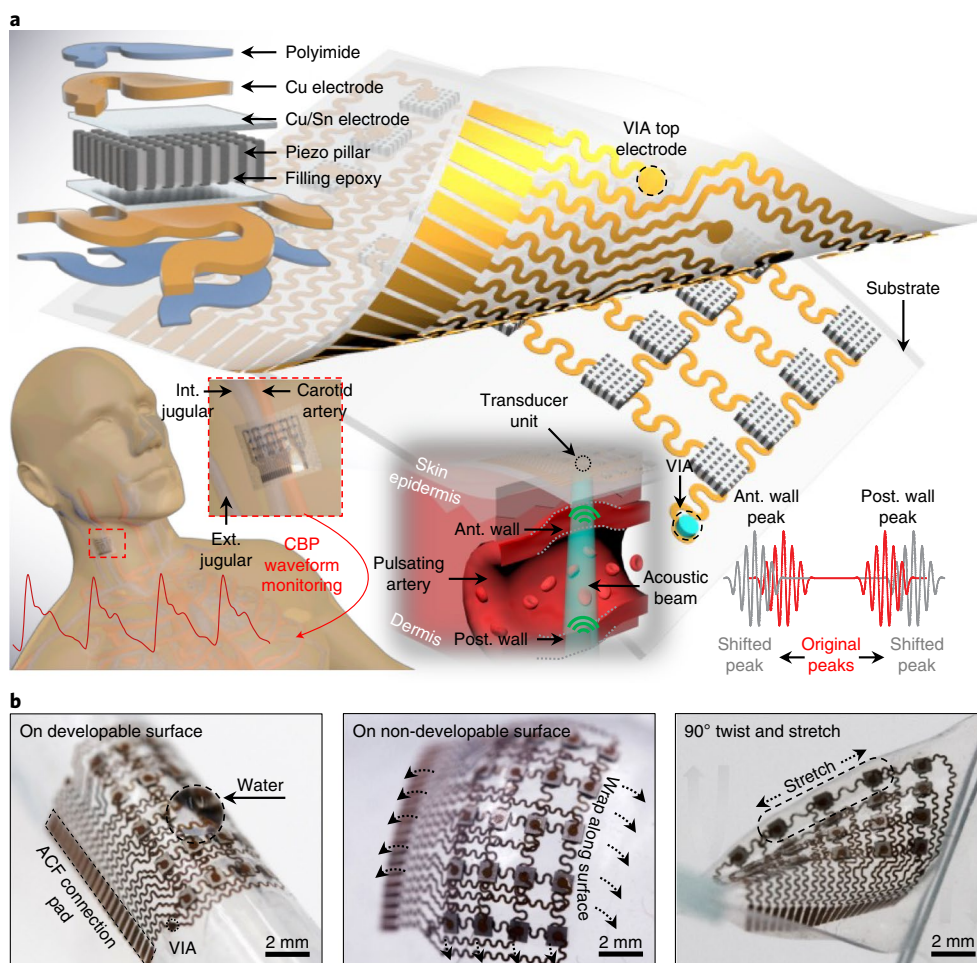 a
Polyimide
Cu electrode
Cu/Sn electrode
Piezo pillar
Filling epoxy
VIA top
electrode
Substrate
Int.
jugular
Carotid
artery
Ext.
jugular
CBP
waveform
monitoring
Transducer
unit
Skin
epidermis
Ant. wall
Pulsating
artery
Acoustic
beam
Dermis
Post. wall
VIA
Ant. wall
peak
Post. wall
peak
Shifted
peak
Original
peaks
Shifted
peak
b
On developable surface
Water
ACF connection
pad
VIA
2 mm
On non-developable surface
Wrap along surface
2 mm
90° twist and stretch
Stretch
2 mm